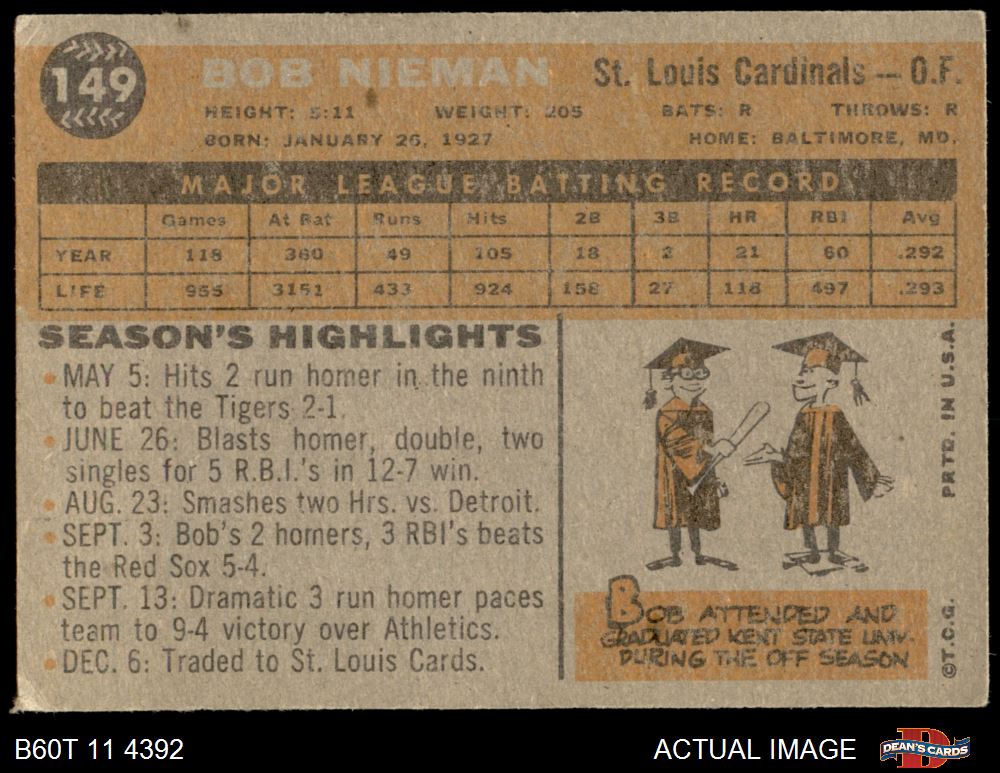 149
BOB NIEMAN St. Louis Cardinals — O.F.
HEIGHT: 5:11 WEIGHT: 205 BATS: R THROWS: R
BORN: JANUARY 26, 1927 HOME: BALTIMORE, MD.
MAJOR LEAGUE BATTING RECORD
Games At Bat Runs Hits 2B 3B HR RBI Avg
YEAR 118 360 49 105 18 2 21 60 .292
LIFE 955 3151 433 924 158 27 118 497 .293
SEASON'S HIGHLIGHTS
• MAY 5: Hits 2 run homer in the ninth
to beat the Tigers 2-1.
• JUNE 26: Blasts homer, double, two
singles for 5 R.B.I.'s in 12-7 win.
• AUG. 23: Smashes two Hrs. vs. Detroit.
• SEPT. 3: Bob's 2 homers, 3 RBI's beats
the Red Sox 5-4.
• SEPT. 13: Dramatic 3 run homer paces
team to 9-4 victory over Athletics.
• DEC. 6: Traded to St. Louis Cards.
BOB ATTENDED AND
GRADUATED KENT STATE UNIV.
DURING THE OFF SEASON
©T.C.G. PRTD. IN U.S.A.
B60T 11 4392 ACTUAL IMAGE DEAN'S CARDS